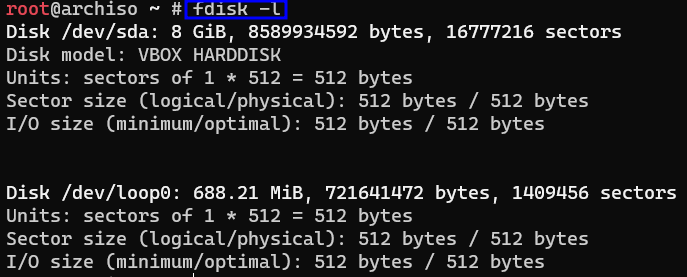 root@archiso ~ # fdisk -l
Disk /dev/sda: 8 GiB, 8589934592 bytes, 16777216 sectors
Disk model: VBOX HARDDISK
Units: sectors of 1 * 512 = 512 bytes
Sector size (logical/physical): 512 bytes / 512 bytes
I/O size (minimum/optimal): 512 bytes / 512 bytes
Disk /dev/loop0: 688.21 MiB, 721641472 bytes, 1409456 sectors
Units: sectors of 1 * 512 = 512 bytes
Sector size (logical/physical): 512 bytes / 512 bytes
I/O size (minimum/optimal): 512 bytes / 512 bytes